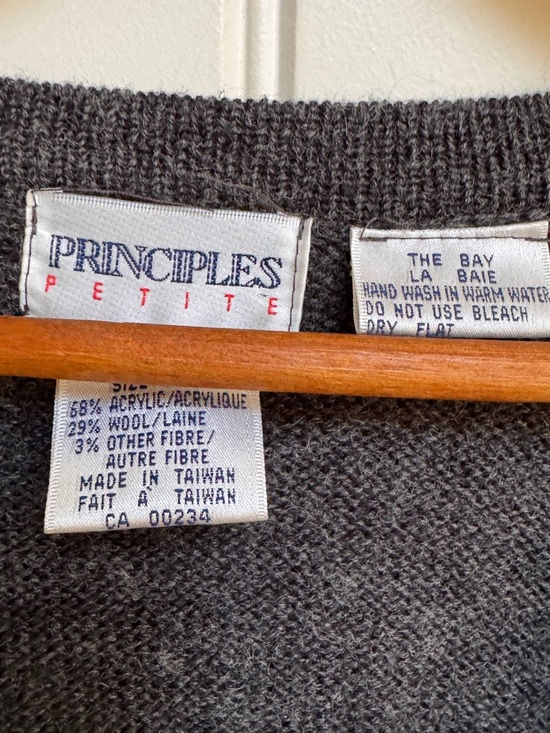 PRINCIPLES
PETITE
SIZE
68% ACRYLIC/ACRYLIQUE
29% WOOL/LAINE
3% OTHER FIBRE/
AUTRE FIBRE
MADE IN TAIWAN
FAIT À TAIWAN
CA 00234
THE BAY
LA BAIE
HAND WASH IN WARM WATER
DO NOT USE BLEACH
DRY FLAT